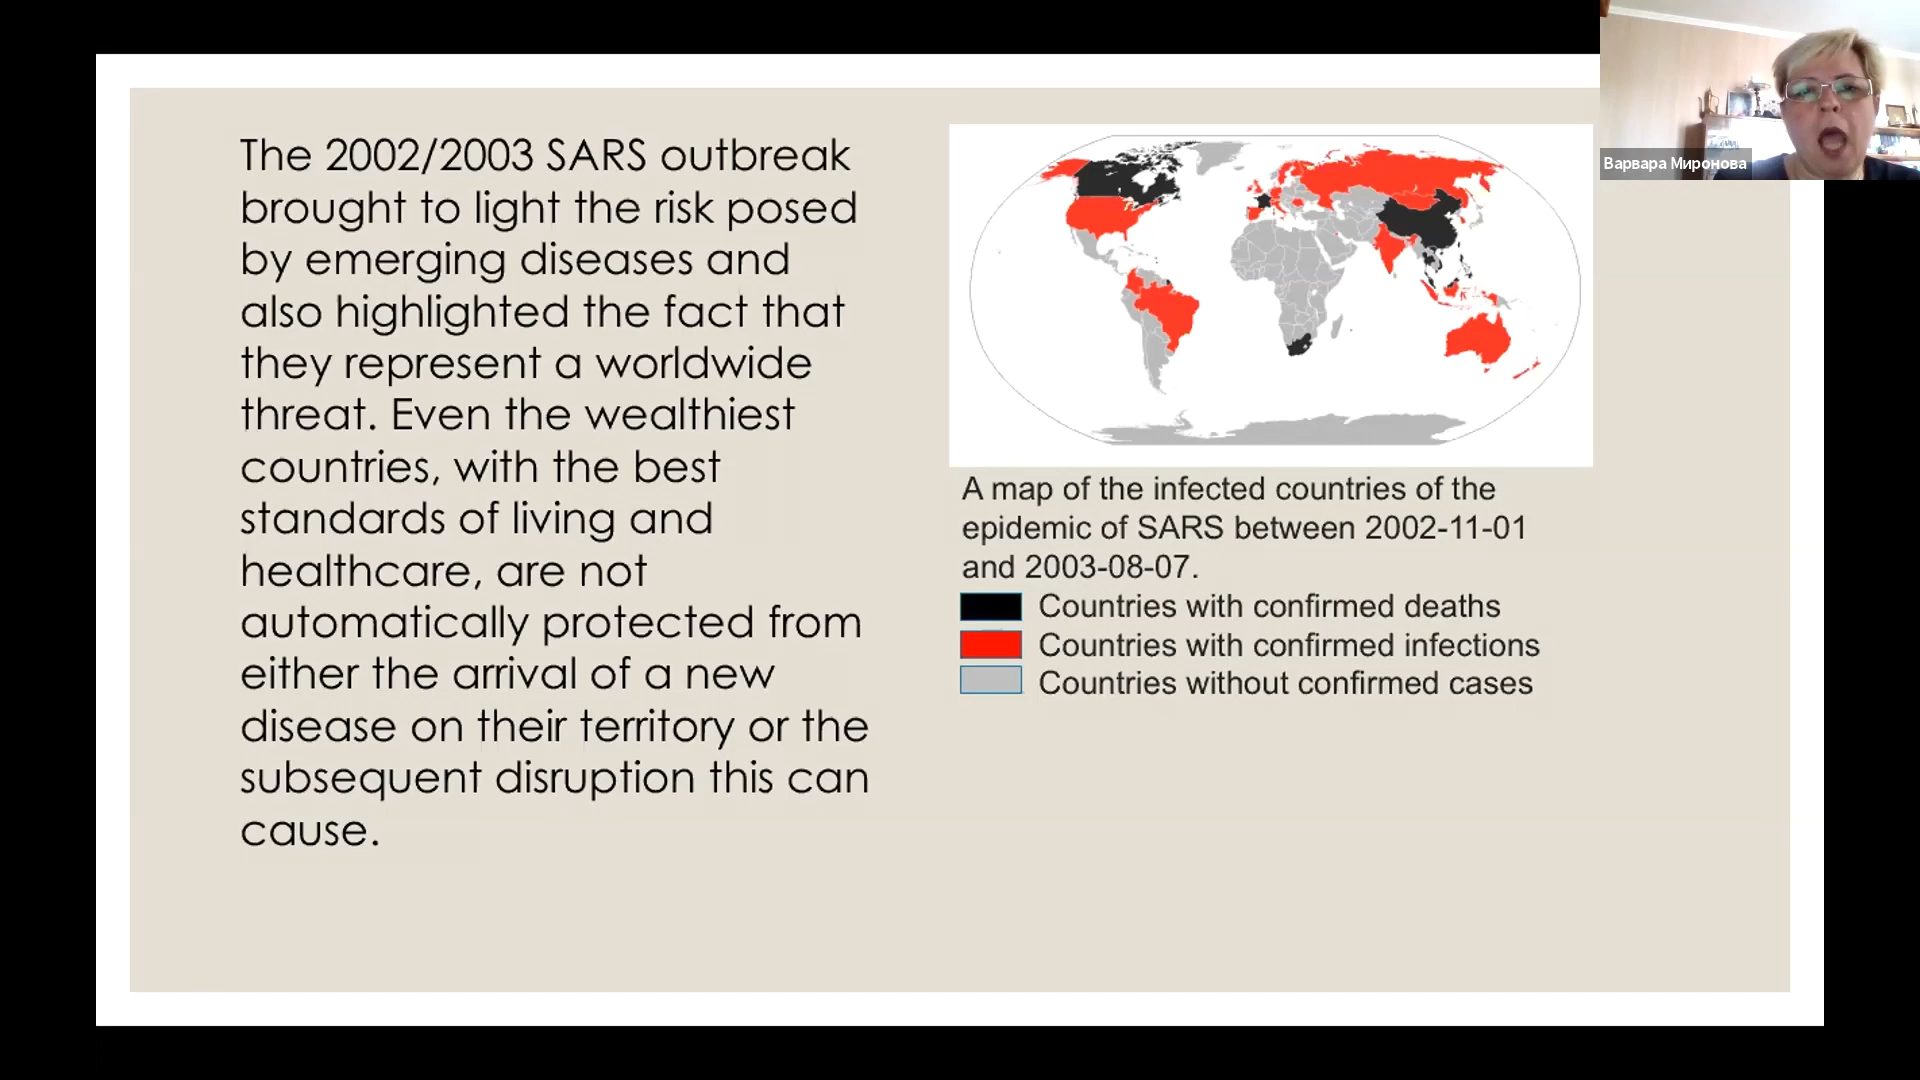 The 2002/2003 SARS outbreak
brought to light the risk posed
by emerging diseases and
also highlighted the fact that
they represent a worldwide
threat. Even the wealthiest
countries, with the best
standards of living and
healthcare, are not
automatically protected from
either the arrival of a new
disease on their territory or the
subsequent disruption this can
cause.
A map of the infected countries of the
epidemic of SARS between 2002-11-01
and 2003-08-07.
Countries with confirmed deaths
Countries with confirmed infections
Countries without confirmed cases
Варвара Миронова